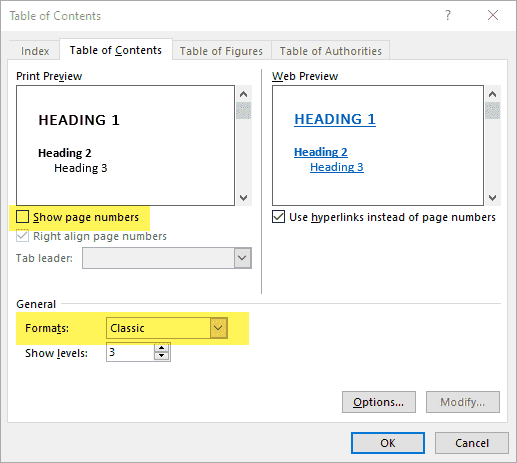 Table of Contents
Index
Table of Contents
Table of Figures
Table of Authorities
Print Preview
HEADING 1
Heading 2
Heading 3
Show page numbers
Right align page numbers
Tab leader:
Web Preview
HEADING 1
Heading 2
Heading 3
Use hyperlinks instead of page numbers
General
Formats: Classic
Show levels: 3
Options... Modify...
OK Cancel